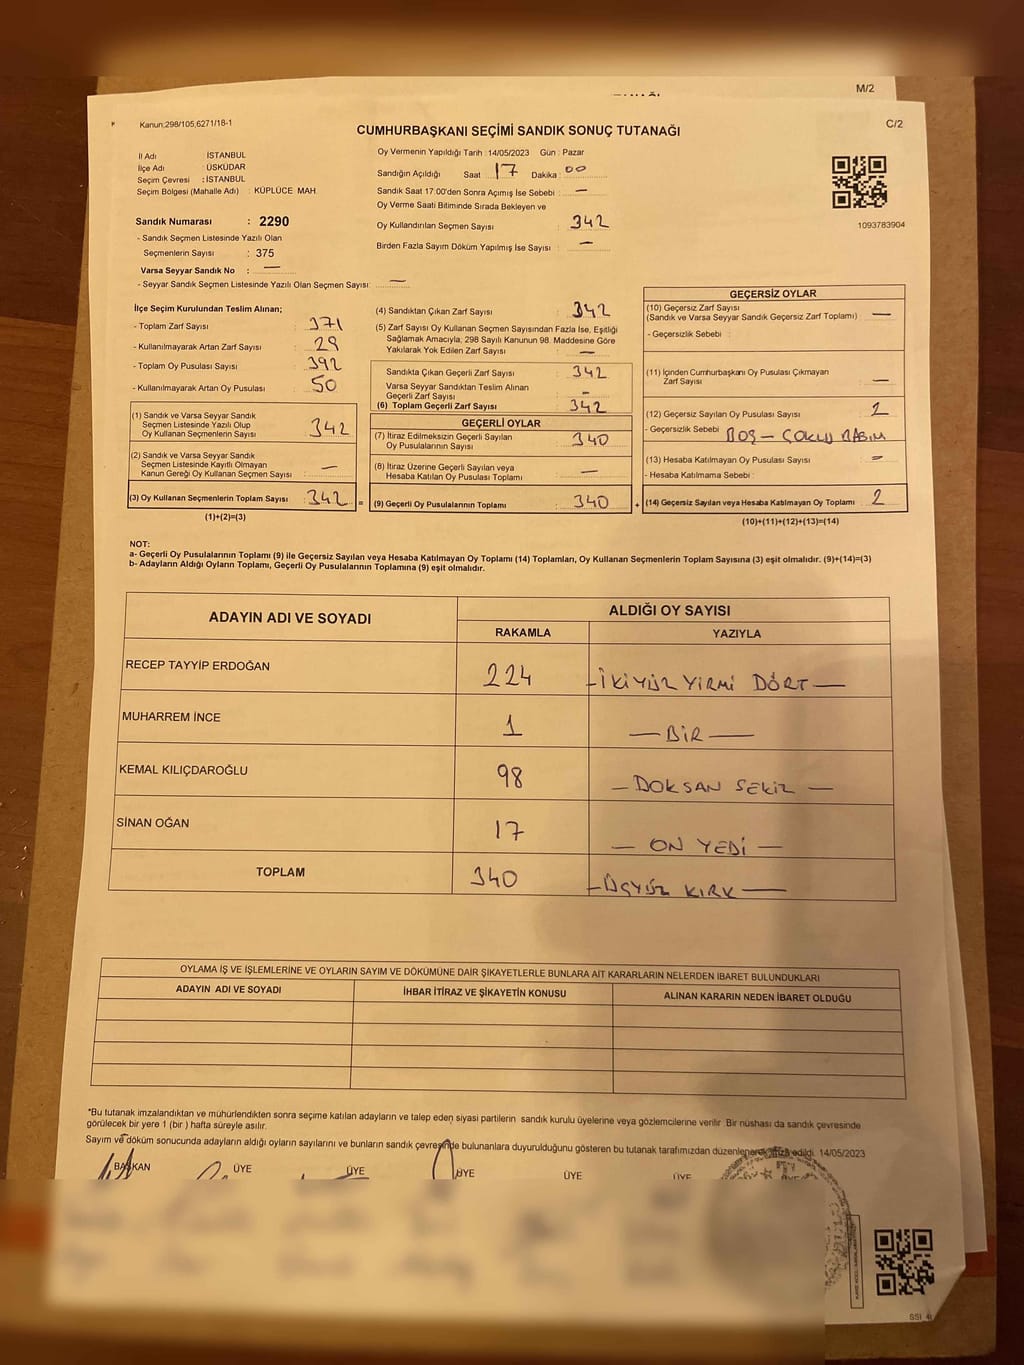 M/2
Kanun;298/105,6271/18-1
CUMHURBAŞKANI SEÇİMİ SANDIK SONUÇ TUTANAĞI
C/2
İl Adı İSTANBUL
İlçe Adı ÜSKÜDAR
Seçim Çevresi : İSTANBUL
Seçim Bölgesi (Mahalle Adı) : KÜPLÜCE MAH.
Oy Vermenin Yapıldığı Tarih :14/05/2023 Gün : Pazar
Sandığın Açıldığı Saat 17 Dakika 00
Sandık Saat 17.00'den Sonra Açımış İse Sebebi : —
Oy Verme Saati Bitiminde Sırada Bekleyen ve
Oy Kullandırılan Seçmen Sayısı : 342
Birden Fazla Sayım Döküm Yapılmış İse Sayısı : —
1093783904
Sandık Numarası : 2290
- Sandık Seçmen Listesinde Yazılı Olan
Seçmenlerin Sayısı : 375
Varsa Seyyar Sandık No : —
- Seyyar Sandık Seçmen Listesinde Yazılı Olan Seçmen Sayısı: —
İlçe Seçim Kurulundan Teslim Alınan;
- Toplam Zarf Sayısı : 371
- Kullanılmayarak Artan Zarf Sayısı : 29
- Toplam Oy Pusulası Sayısı : 392
- Kullanılmayarak Artan Oy Pusulası : 50
(1) Sandık ve Varsa Seyyar Sandık
Seçmen Listesinde Yazılı Olup
Oy Kullanan Seçmenlerin Sayısı : 342
(2) Sandık ve Varsa Seyyar Sandık
Seçmen Listesinde Kayıtlı Olmayan
Kanun Gereği Oy Kullanan Seçmen Sayısı : —
(3) Oy Kullanan Seçmenlerin Toplam Sayısı : 342
(1)+(2)=(3)
=
(4) Sandıktan Çıkan Zarf Sayısı : 342
(5) Zarf Sayısı Oy Kullanan Seçmen Sayısından Fazla İse, Eşitliği
Sağlamak Amacıyla; 298 Sayılı Kanunun 98. Maddesine Göre
Yakılarak Yok Edilen Zarf Sayısı : —
Sandıkta Çıkan Geçerli Zarf Sayısı : 342
Varsa Seyyar Sandıktan Teslim Alınan
Geçerli Zarf Sayısı : -
(6) Toplam Geçerli Zarf Sayısı : 342
GEÇERLİ OYLAR
(7) İtiraz Edilmeksizin Geçerli Sayılan
Oy Pusulalarının Sayısı : 340
(8) İtiraz Üzerine Geçerli Sayılan veya
Hesaba Katılan Oy Pusulaları Toplamı : —
(9) Geçerli Oy Pusulalarının Toplamı : 340
+
GEÇERSİZ OYLAR
(10) Geçersiz Zarf Sayısı
(Sandık ve Varsa Seyyar Sandık Geçersiz Zarf Toplamı) : —
- Geçersizlik Sebebi :
(11) İçinden Cumhurbaşkanı Oy Pusulası Çıkmayan
Zarf Sayısı : —
(12) Geçersiz Sayılan Oy Pusulası Sayısı : 2
- Geçersizlik Sebebi : BOŞ - ÇOKLU BASIM
(13) Hesaba Katılmayan Oy Pusulası Sayısı : —
- Hesaba Katılmama Sebebi :
(14) Geçersiz Sayılan veya Hesaba Katılmayan Oy Toplamı : 2
(10)+(11)+(12)+(13)=(14)
NOT:
a- Geçerli Oy Pusulalarının Toplamı (9) ile Geçersiz Sayılan veya Hesaba Katılmayan Oy Toplamı (14) Toplamları, Oy Kullanan Seçmenlerin Toplam Sayısına (3) eşit olmalıdır. (9)+(14)=(3)
b- Adayların Aldığı Oyların Toplamı, Geçerli Oy Pusulalarının Toplamına (9) eşit olmalıdır.
ADAYIN ADI VE SOYADI ALDIĞI OY SAYISI
RAKAMLA YAZIYLA
RECEP TAYYİP ERDOĞAN 224 - İKİYÜZ YİRMİ DÖRT —
MUHARREM İNCE 1 — BİR —
KEMAL KILIÇDAROĞLU 98 — DOKSAN SEKİZ —
SİNAN OĞAN 17 — ON YEDİ —
TOPLAM 340 - ÜÇYÜZ KIRK —
OYLAMA İŞ VE İŞLEMLERİNE VE OYLARIN SAYIM VE DÖKÜMÜNE DAİR ŞİKAYETLERLE BUNLARA AİT KARARLARIN NELERDEN İBARET BULUNDUKLARI
ADAYIN ADI VE SOYADI İHBAR İTİRAZ VE ŞİKAYETİN KONUSU ALINAN KARARIN NEDEN İBARET OLDUĞU
*Bu tutanak imzalandıktan ve mühürlendikten sonra seçime katılan adayların ve talep eden siyasi partilerin sandık kurulu üyelerine veya gözlemcilerine verilir. Bir nüshası da sandık çevresinde
görülecek bir yere 1 (bir ) hafta süreyle asılır.
Sayım ve döküm sonucunda adayların aldığı oyların sayılarını ve bunların sandık çevresinde bulunanlara duyurulduğunu gösteren bu tutanak tarafımızdan düzenlenerek imza edildi. 14/05/2023
BAŞKAN ÜYE ÜYE ÜYE ÜYE ÜYE